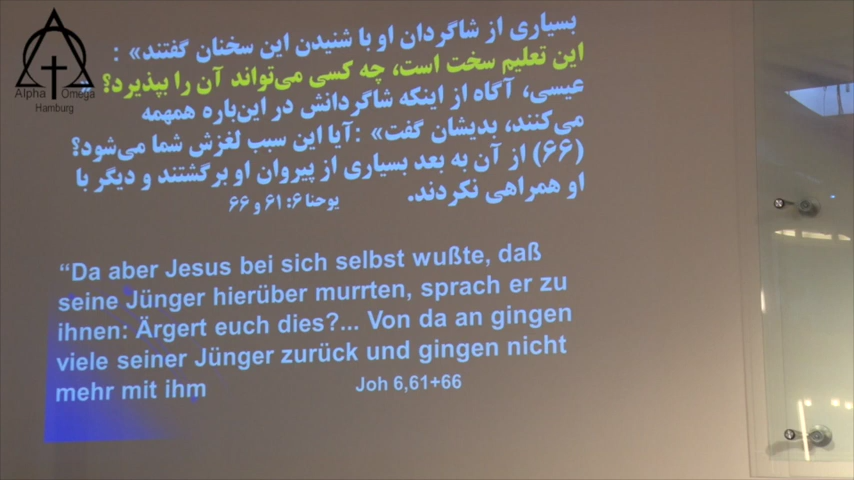 Alpha Omega
Hamburg
بسیاری از شاگردان او با شنیدن این سخنان گفتند» :
این تعلیم سخت است، چه کسی می‌تواند آن را بپذیرد؟ »
عیسی، آگاه از اینکه شاگردانش در این‌باره همهمه
می‌کنند، بدیشان گفت» :آیا این سبب لغزش شما می‌شود؟
(۶۶) از آن به بعد بسیاری از پیروان او برگشتند و دیگر با
او همراهی نکردند. یوحنا ۶: ۶۱ و ۶۶
“Da aber Jesus bei sich selbst wußte, daß
seine Jünger hierüber murrten, sprach er zu
ihnen: Ärgert euch dies?... Von da an gingen
viele seiner Jünger zurück und gingen nicht
mehr mit ihm Joh 6,61+66